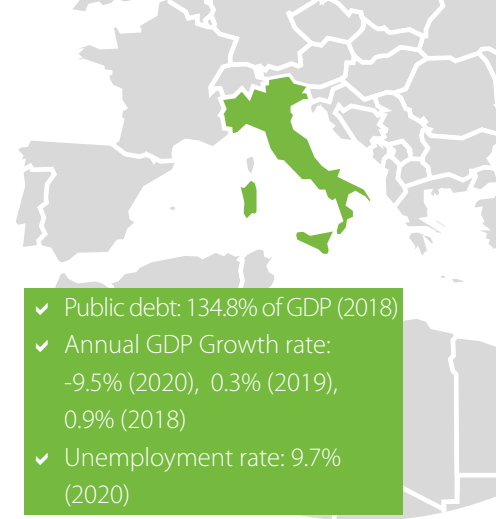 ✓ Public debt: 134.8% of GDP (2018)
✓ Annual GDP Growth rate:
-9.5% (2020), 0.3% (2019),
0.9% (2018)
✓ Unemployment rate: 9.7%
(2020)